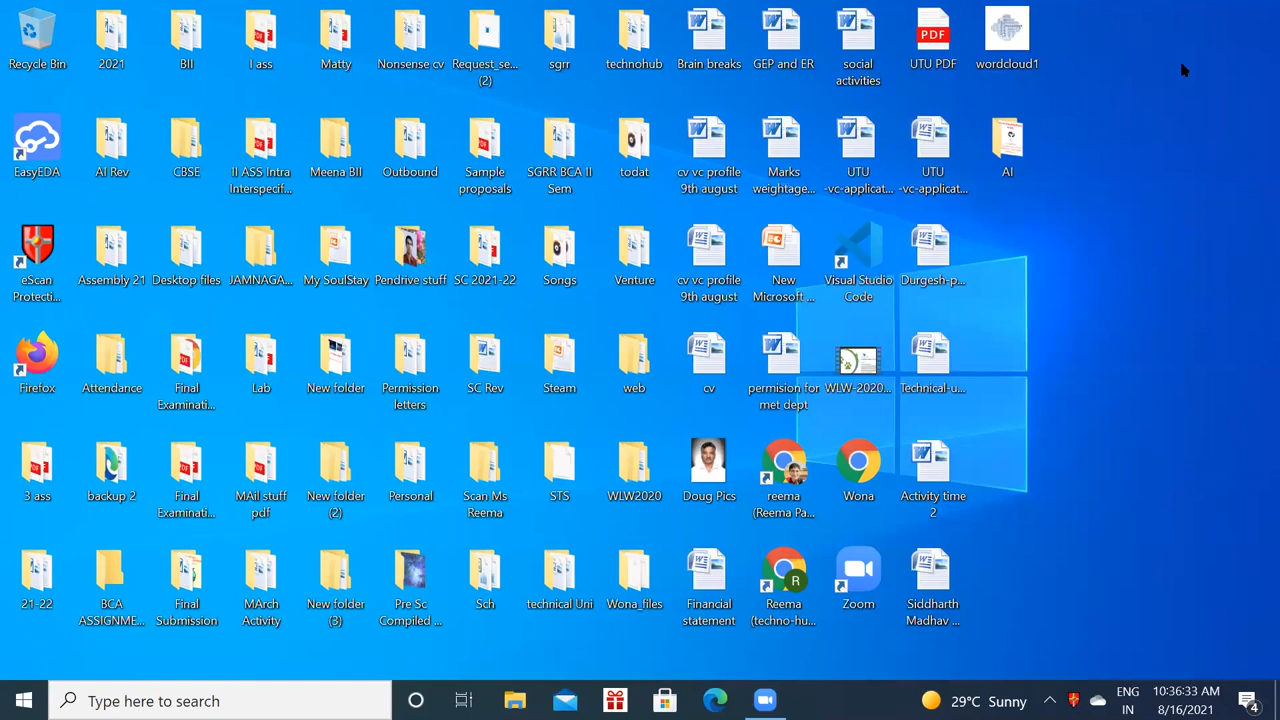 Recycle Bin
2021
BII
I ass
Matty
Nonsense cv
Request_se...
(2)
sgrr
technohub
Brain breaks
GEP and ER
social
activities
PDF
UTU PDF
wordcloud1
EasyEDA
AI Rev
CBSE
II ASS Intra
Interspecif...
Meena BII
Outbound
Sample
proposals
SGRR BCA II
Sem
todat
cv vc profile
9th august
Marks
weightage...
UTU
-vc-applicat...
UTU
-vc-applicat...
AI
eScan
Protecti...
Assembly 21
Desktop files
JAMNAGA...
My SoulStay
Pendrive stuff
SC 2021-22
Songs
Venture
cv vc profile
9th august
New
Microsoft ...
Visual Studio
Code
Durgesh-p...
Firefox
Attendance
Final
Examinati...
Lab
New folder
Permission
letters
SC Rev
Steam
web
cv
permision for
met dept
WLW-2020...
Technical-u...
3 ass
backup 2
Final
Examinati...
MAil stuff
pdf
New folder
(2)
Personal
Scan Ms
Reema
STS
WLW2020
Doug Pics
reema
(Reema Pa...
Wona
Activity time
2
21-22
BCA
ASSIGNME...
Final
Submission
MArch
Activity
New folder
(3)
Pre Sc
Compiled ...
Sch
technical Uni
Wona_files
Financial
statement
R
Reema
(techno-hu...
Zoom
Siddharth
Madhav ...
Type here to search
29°C Sunny
ENG
IN
10:36:33 AM
8/16/2021
4